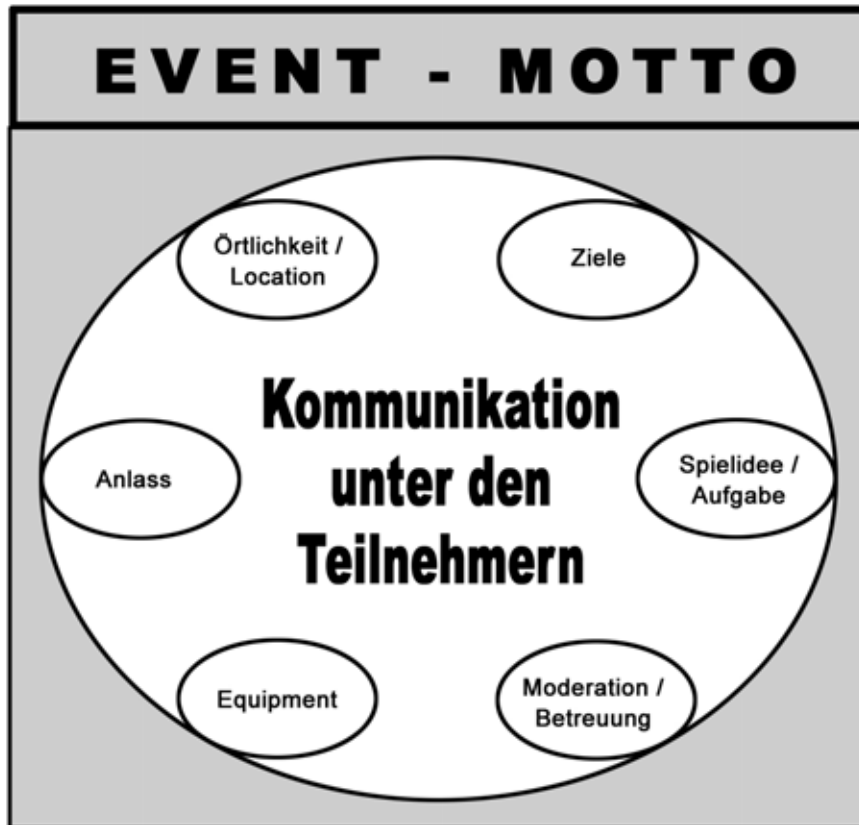 EVENT - MOTTO
Örtlichkeit /
Location
Ziele
Kommunikation
unter den
Teilnehmern
Anlass
Spielidee /
Aufgabe
Equipment
Moderation /
Betreuung